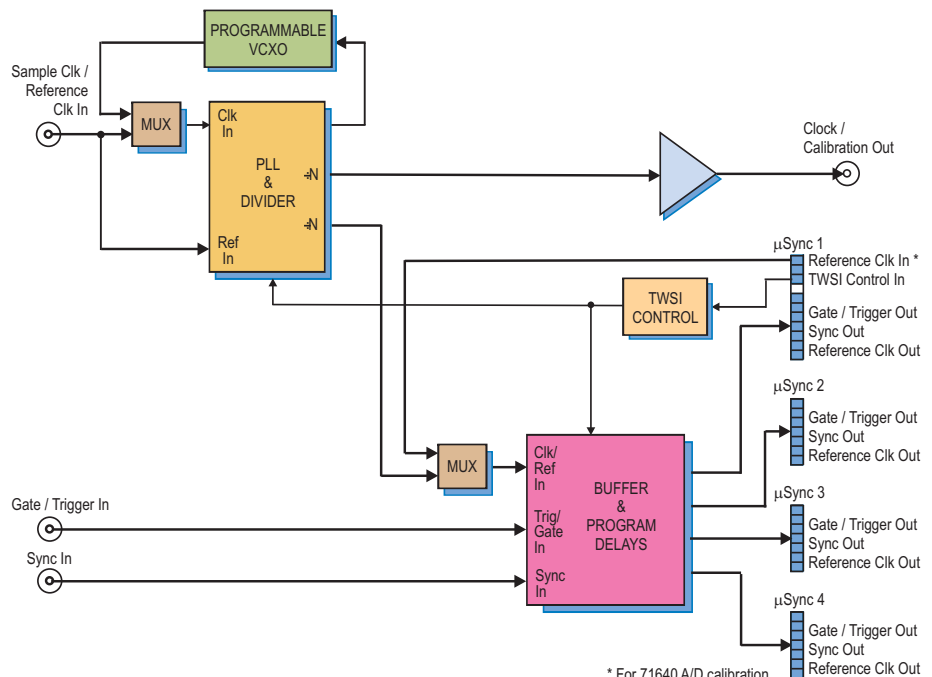 PROGRAMMABLE
VCXO
Sample Clk /
Reference
Clk In
MUX
Clk
In
PLL
&
DIVIDER
÷N
÷N
Ref
In
Clock /
Calibration Out
μSync 1
Reference Clk In *
TWSI Control In
Gate / Trigger Out
Sync Out
Reference Clk Out
TWSI
CONTROL
μSync 2
Gate / Trigger Out
Sync Out
Reference Clk Out
MUX
Clk/
Ref
In
Trig/
Gate
In
Sync
In
BUFFER
&
PROGRAM
DELAYS
Gate / Trigger In
Sync In
μSync 3
Gate / Trigger Out
Sync Out
Reference Clk Out
μSync 4
Gate / Trigger Out
Sync Out
Reference Clk Out
* For 71640 A/D calibration